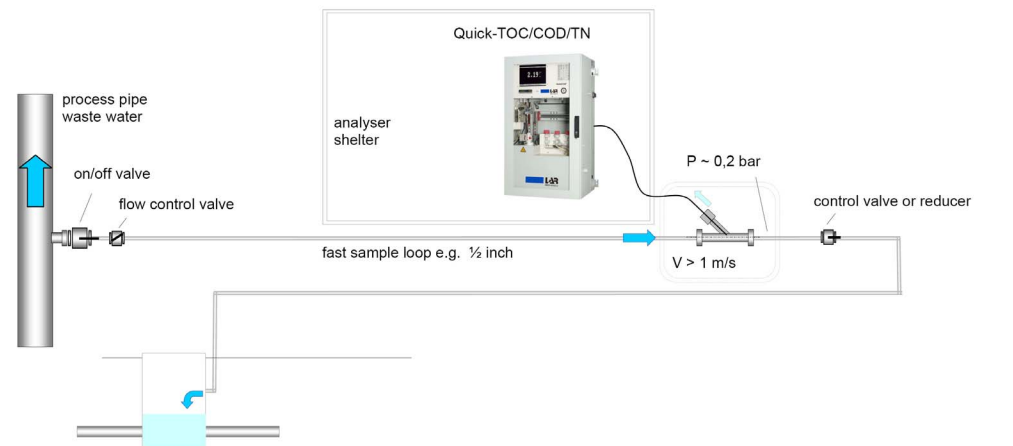 Quick-TOC/COD/TN
process pipe
waste water
analyser
shelter
P ~ 0,2 bar
on/off valve
flow control valve
control valve or reducer
fast sample loop e.g. ½ inch
V > 1 m/s
LAR